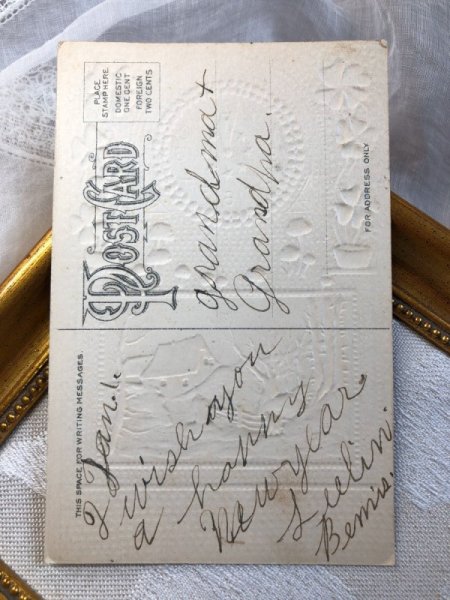 THIS SPACE FOR WRITING MESSAGES
POST CARD
PLACE
STAMP HERE.
DOMESTIC
ONE CENT
FOREIGN
TWO CENTS
Jan. 1.
I wish you
a happy
New year
Bemis.
grandma +
Grandpa.
FOR ADDRESS ONLY